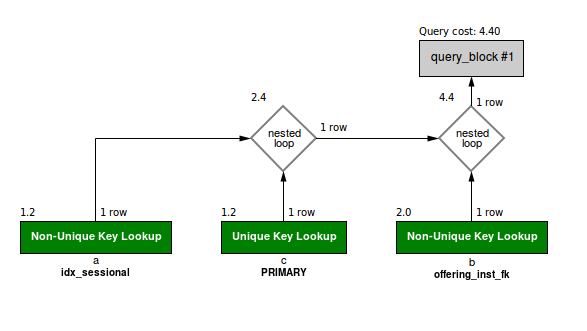 Query cost: 4.40
query_block #1
2.4
4.4
1 row
nested
loop
1 row
nested
loop
1.2
1 row
1.2
1 row
2.0
1 row
Non-Unique Key Lookup
Unique Key Lookup
Non-Unique Key Lookup
a
c
b
idx_sessional
PRIMARY
offering_inst_fk